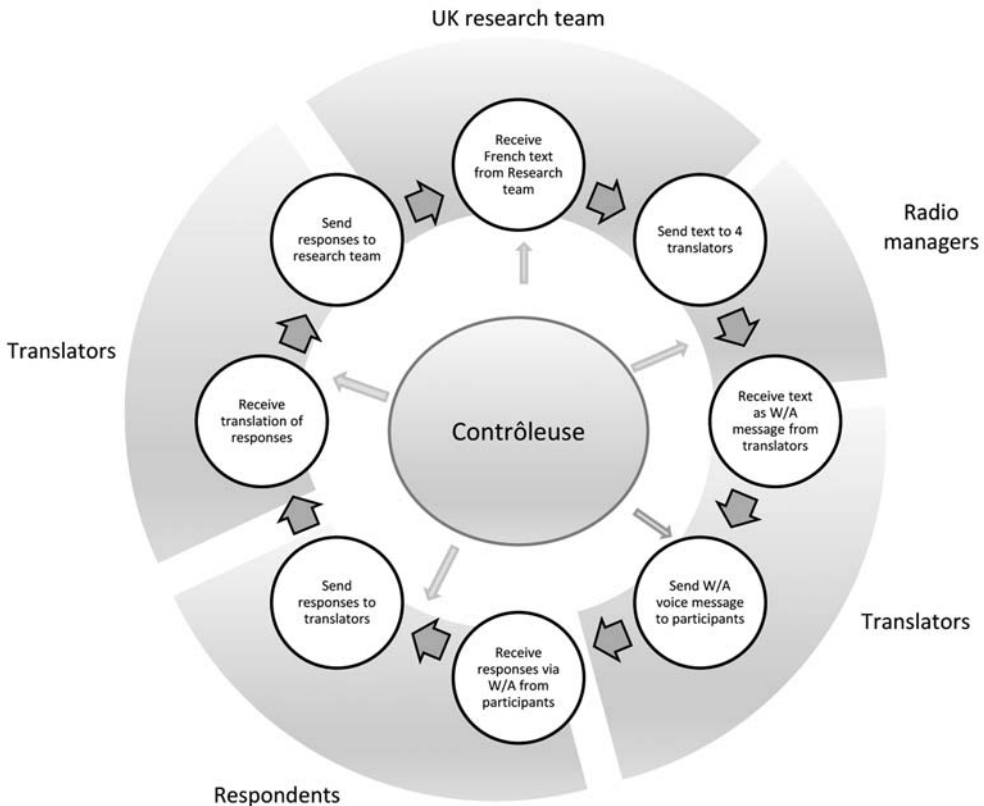 UK research team
Receive
French text
from Research
team
Send text to 4
translators
Radio
managers
Receive text
as W/A
message from
translators
Send W/A
voice message
to participants
Translators
Receive
responses via
W/A from
participants
Respondents
Send
responses to
translators
Receive
translation of
responses
Translators
Send
responses to
research team
Contrôleuse